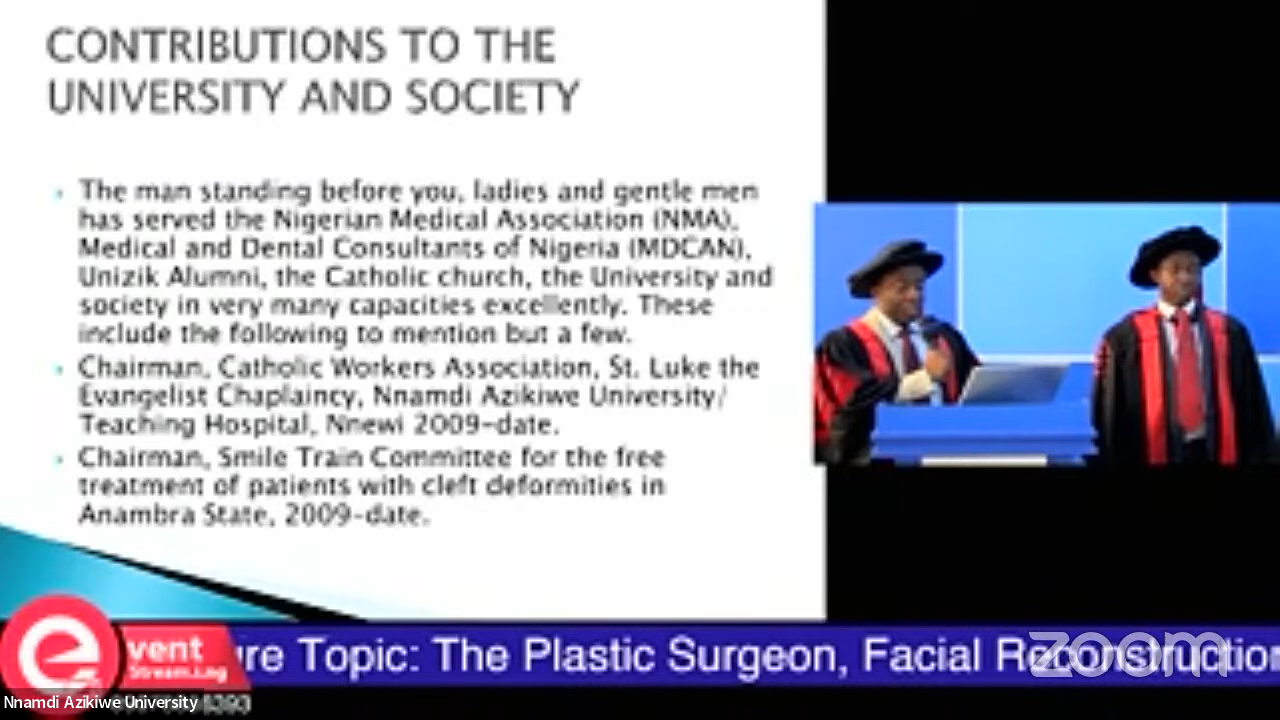 CONTRIBUTIONS TO THE
UNIVERSITY AND SOCIETY
The man standing before you, ladies and gentle men
has served the Nigerian Medical Association (NMA),
Medical and Dental Consultants of Nigeria (MDCAN),
Unizik Alumni, the Catholic church, the University and
society in very many capacities excellently. These
include the following to mention but a few.
Chairman, Catholic Workers Association, St. Luke the
Evangelist Chaplaincy, Nnamdi Azikiwe University/
Teaching Hospital, Nnewi 2009-date.
Chairman, Smile Train Committee for the free
treatment of patients with cleft deformities in
Anambra State, 2009-date.
event
Streaming
ure Topic: The Plastic Surgeon, Facial Reconstruction
zoom
Nnamdi Azikiwe University